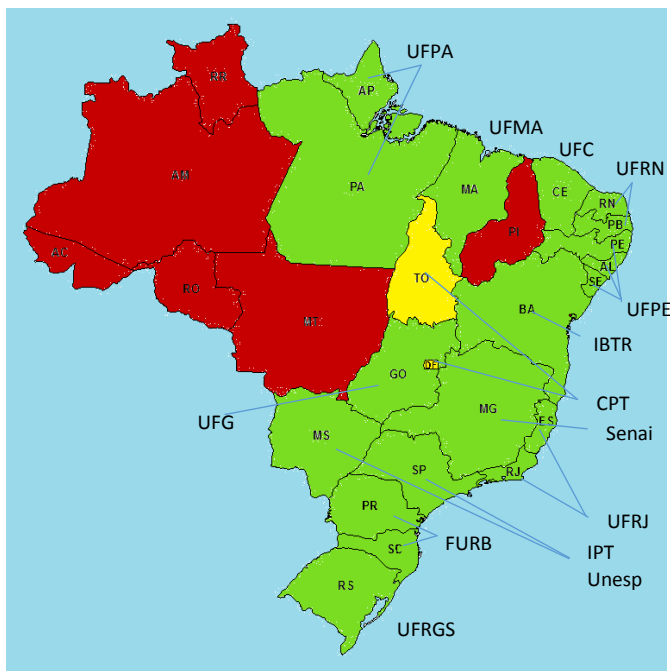 UFPA
RR
AP
UFMA
UFC
AM
PA
MA
CE
UFRN
RN
PB
PE
PI
AL
SE
UFPE
AC
RO
TO
BA
IBTR
GO
DF
CPT
MG
ES
Senai
UFG
MS
SP
RJ
UFRJ
PR
FURB
IPT
SC
Unesp
RS
UFRGS